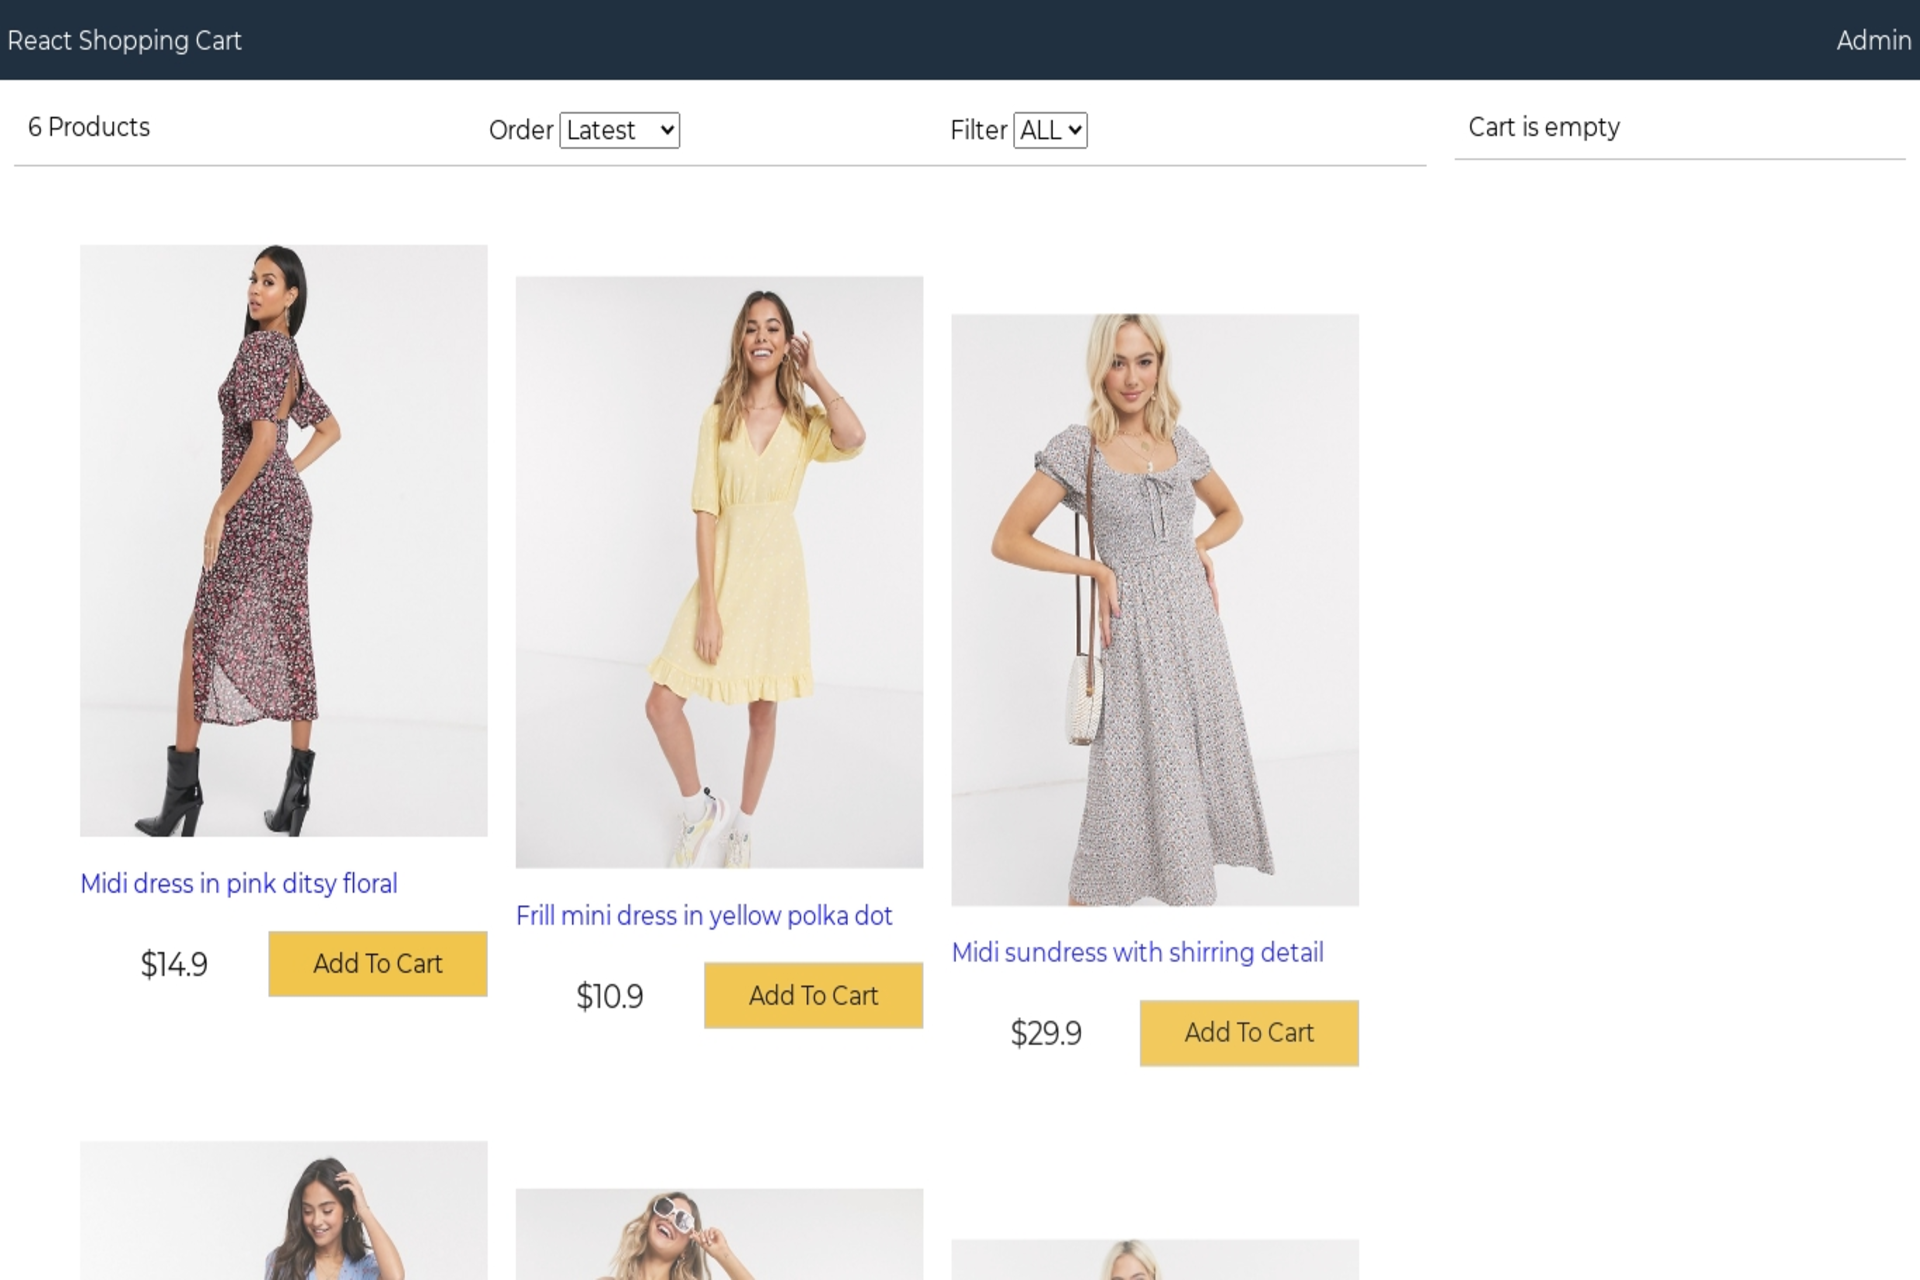 React Shopping Cart
Admin
6 Products
Order Latest
Filter ALL
Cart is empty
Midi dress in pink ditsy floral
$14.9
Add To Cart
Frill mini dress in yellow polka dot
$10.9
Add To Cart
Midi sundress with shirring detail
$29.9
Add To Cart